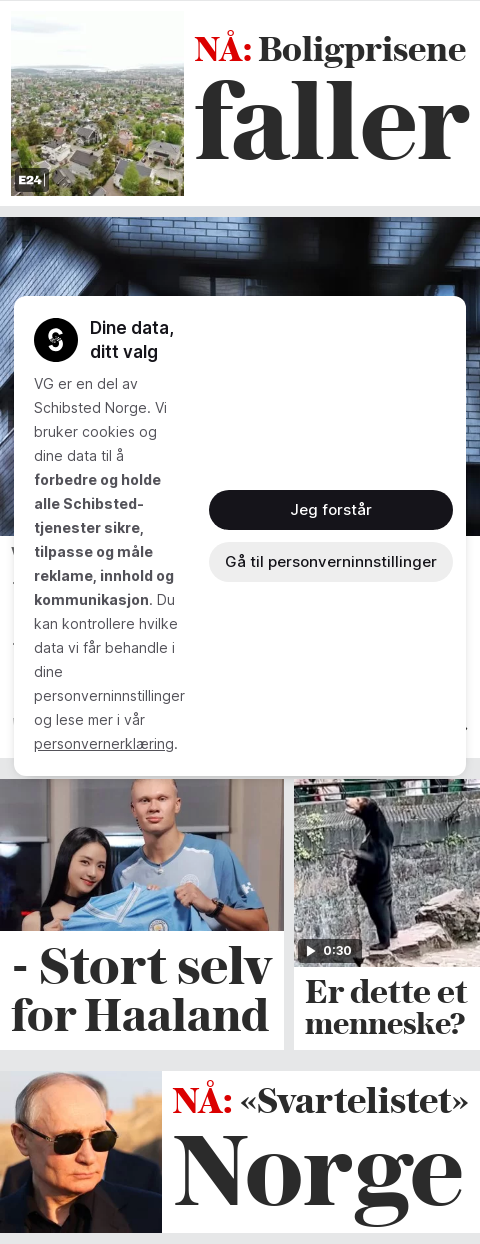 NÅ: Boligprisene
faller
E24
Dine data,
ditt valg
VG er en del av
Schibsted Norge. Vi
bruker cookies og
dine data til å
forbedre og holde
alle Schibsted-
tjenester sikre,
tilpasse og måle
reklame, innhold og
kommunikasjon. Du
kan kontrollere hvilke
data vi får behandle i
dine
personverninnstillinger
og lese mer i vår
personvernerklæring.
Jeg forstår
Gå til personverninnstillinger
- Stort selv
for Haaland
0:30
Er dette et
menneske?
NÅ: «Svartelistet»
Norge